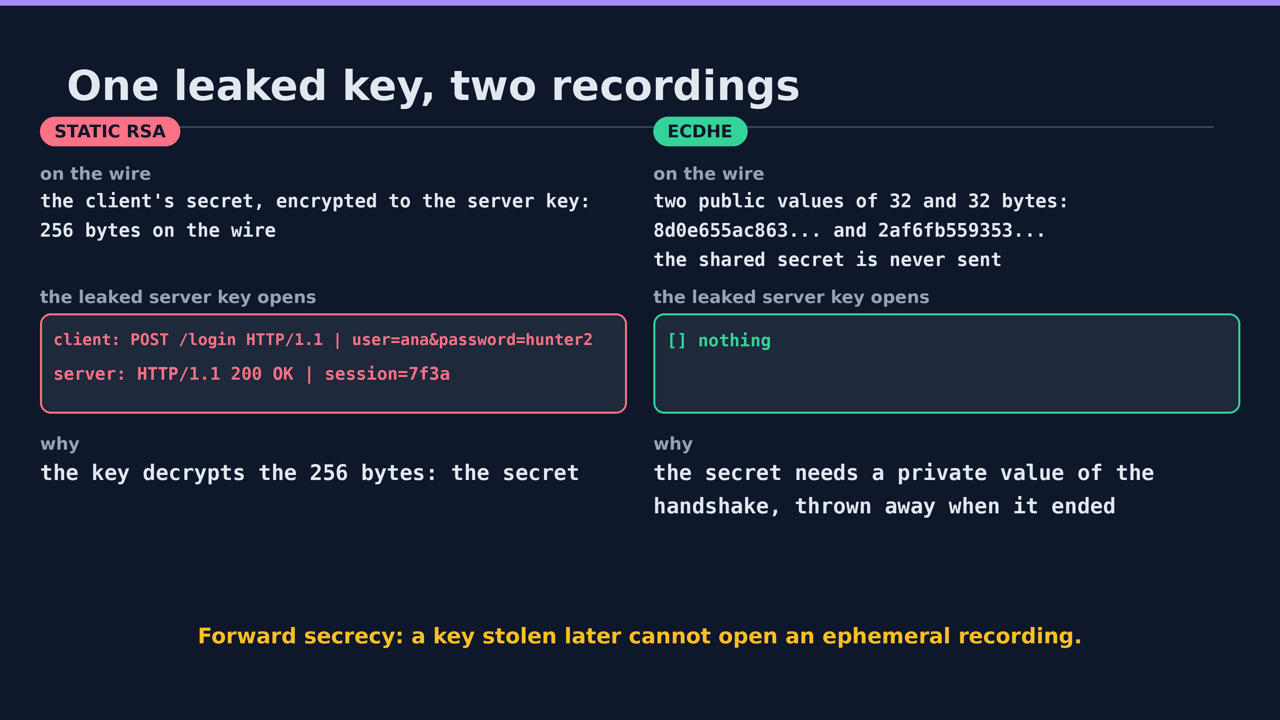 One leaked key, two recordings
STATIC RSA
on the wire
the client's secret, encrypted to the server key:
256 bytes on the wire
the leaked server key opens
client: POST /login HTTP/1.1 | user=ana&password=hunter2
server: HTTP/1.1 200 OK | session=7f3a
why
the key decrypts the 256 bytes: the secret
ECDHE
on the wire
two public values of 32 and 32 bytes:
8d0e655ac863... and 2af6fb559353...
the shared secret is never sent
the leaked server key opens
[] nothing
why
the secret needs a private value of the
handshake, thrown away when it ended
Forward secrecy: a key stolen later cannot open an ephemeral recording.